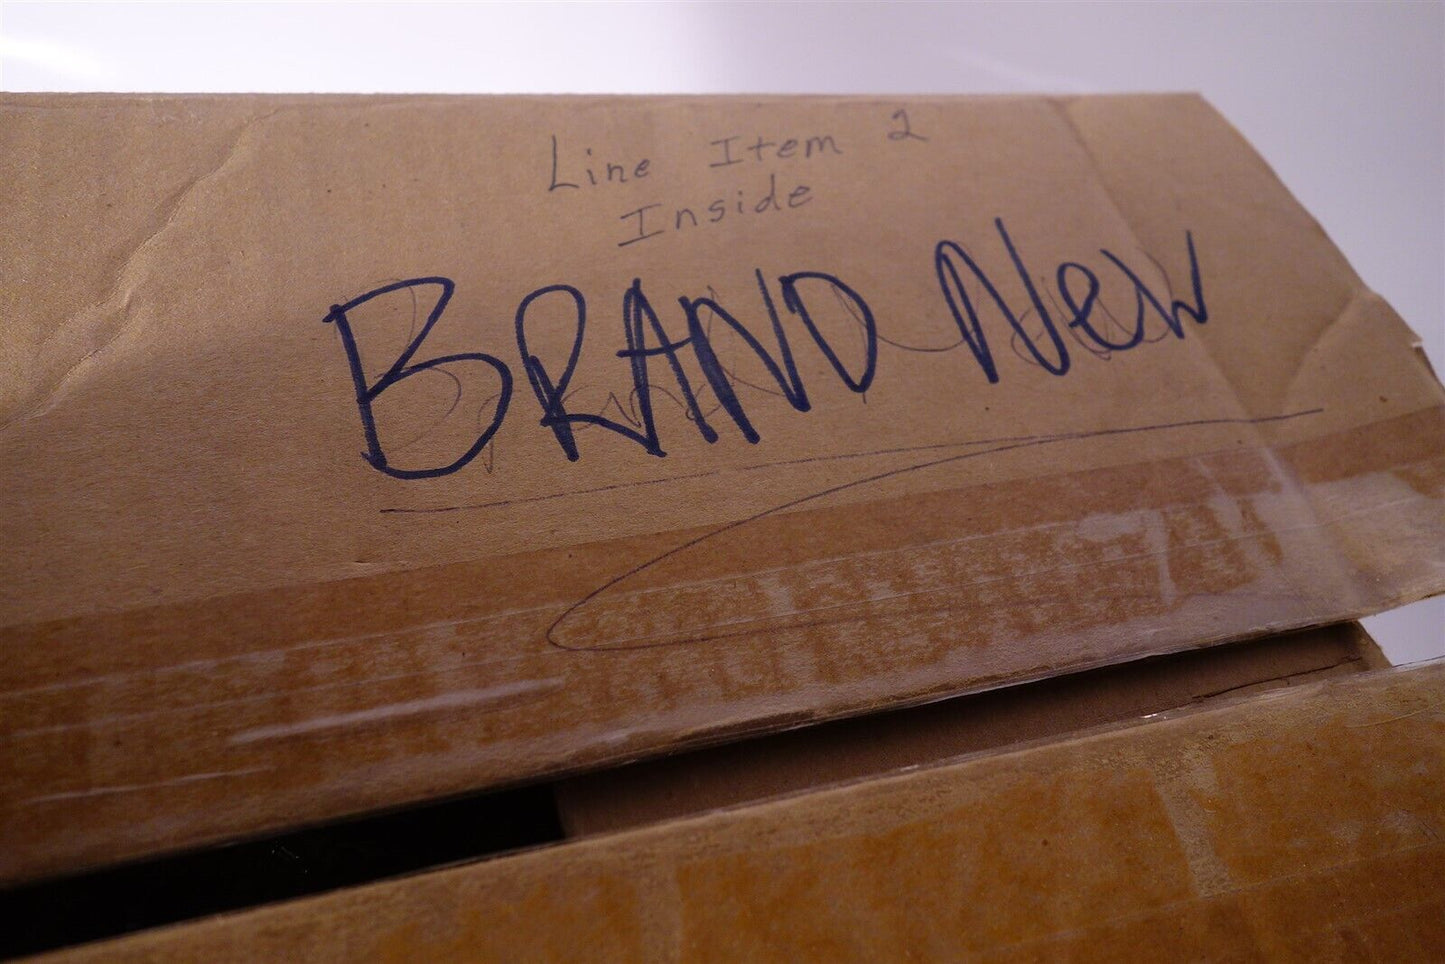 Line Item 2
Inside
BRAND New